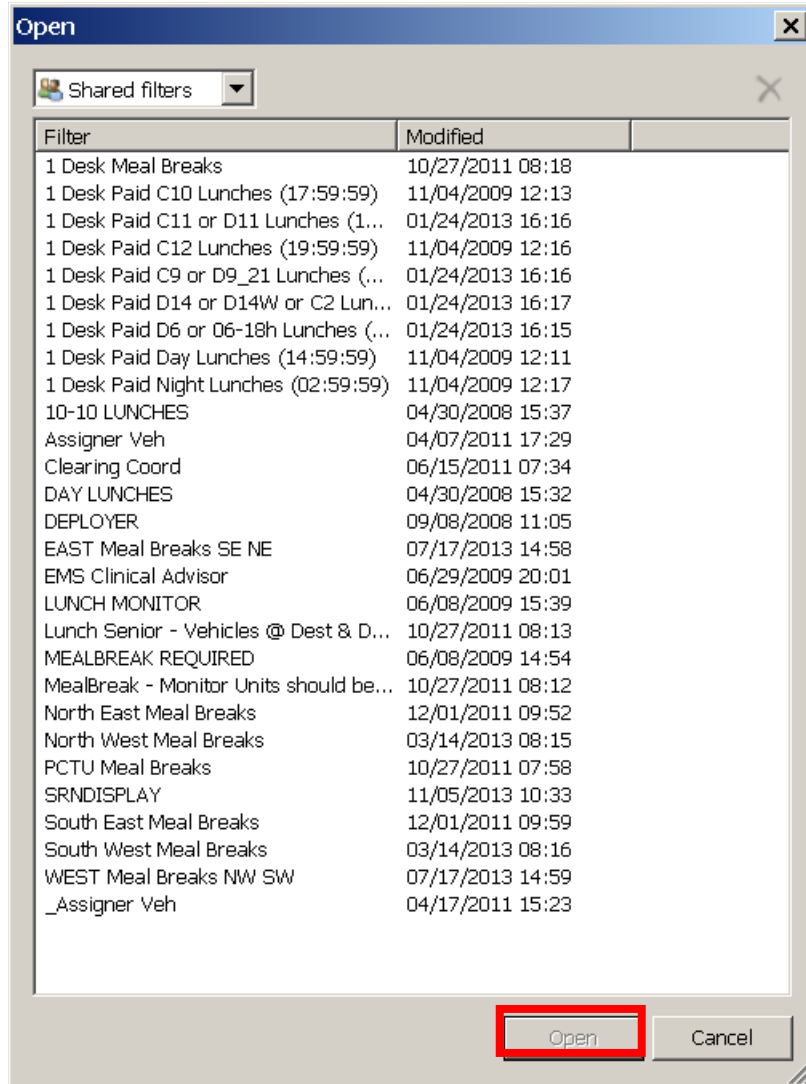 Open
Shared filters
Filter Modified
1 Desk Meal Breaks 10/27/2011 08:18
1 Desk Paid C10 Lunches (17:59:59) 11/04/2009 12:13
1 Desk Paid C11 or D11 Lunches (1... 01/24/2013 16:16
1 Desk Paid C12 Lunches (19:59:59) 11/04/2009 12:16
1 Desk Paid C9 or D9_21 Lunches (... 01/24/2013 16:16
1 Desk Paid D14 or D14W or C2 Lun... 01/24/2013 16:17
1 Desk Paid D6 or 06-18h Lunches (... 01/24/2013 16:15
1 Desk Paid Day Lunches (14:59:59) 11/04/2009 12:11
1 Desk Paid Night Lunches (02:59:59) 11/04/2009 12:17
10-10 LUNCHES 04/30/2008 15:37
Assigner Veh 04/07/2011 17:29
Clearing Coord 06/15/2011 07:34
DAY LUNCHES 04/30/2008 15:32
DEPLOYER 09/08/2008 11:05
EAST Meal Breaks SE NE 07/17/2013 14:58
EMS Clinical Advisor 06/29/2009 20:01
LUNCH MONITOR 06/08/2009 15:39
Lunch Senior - Vehicles @ Dest & D... 10/27/2011 08:13
MEALBREAK REQUIRED 06/08/2009 14:54
MealBreak - Monitor Units should be... 10/27/2011 08:12
North East Meal Breaks 12/01/2011 09:52
North West Meal Breaks 03/14/2013 08:15
PCTU Meal Breaks 10/27/2011 07:58
SRNDISPLAY 11/05/2013 10:33
South East Meal Breaks 12/01/2011 09:59
South West Meal Breaks 03/14/2013 08:16
WEST Meal Breaks NW SW 07/17/2013 14:59
_Assigner Veh 04/17/2011 15:23
Open Cancel